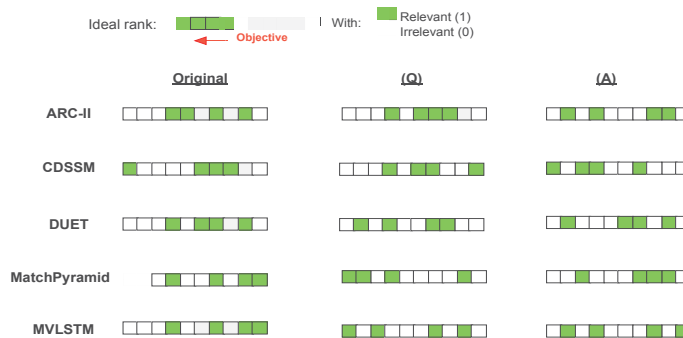 Ideal rank:
With:
Relevant (1)
Irrelevant (0)
Objective
Original
(Q)
(A)
ARC-II
CDSSM
DUET
MatchPyramid
MVLSTM